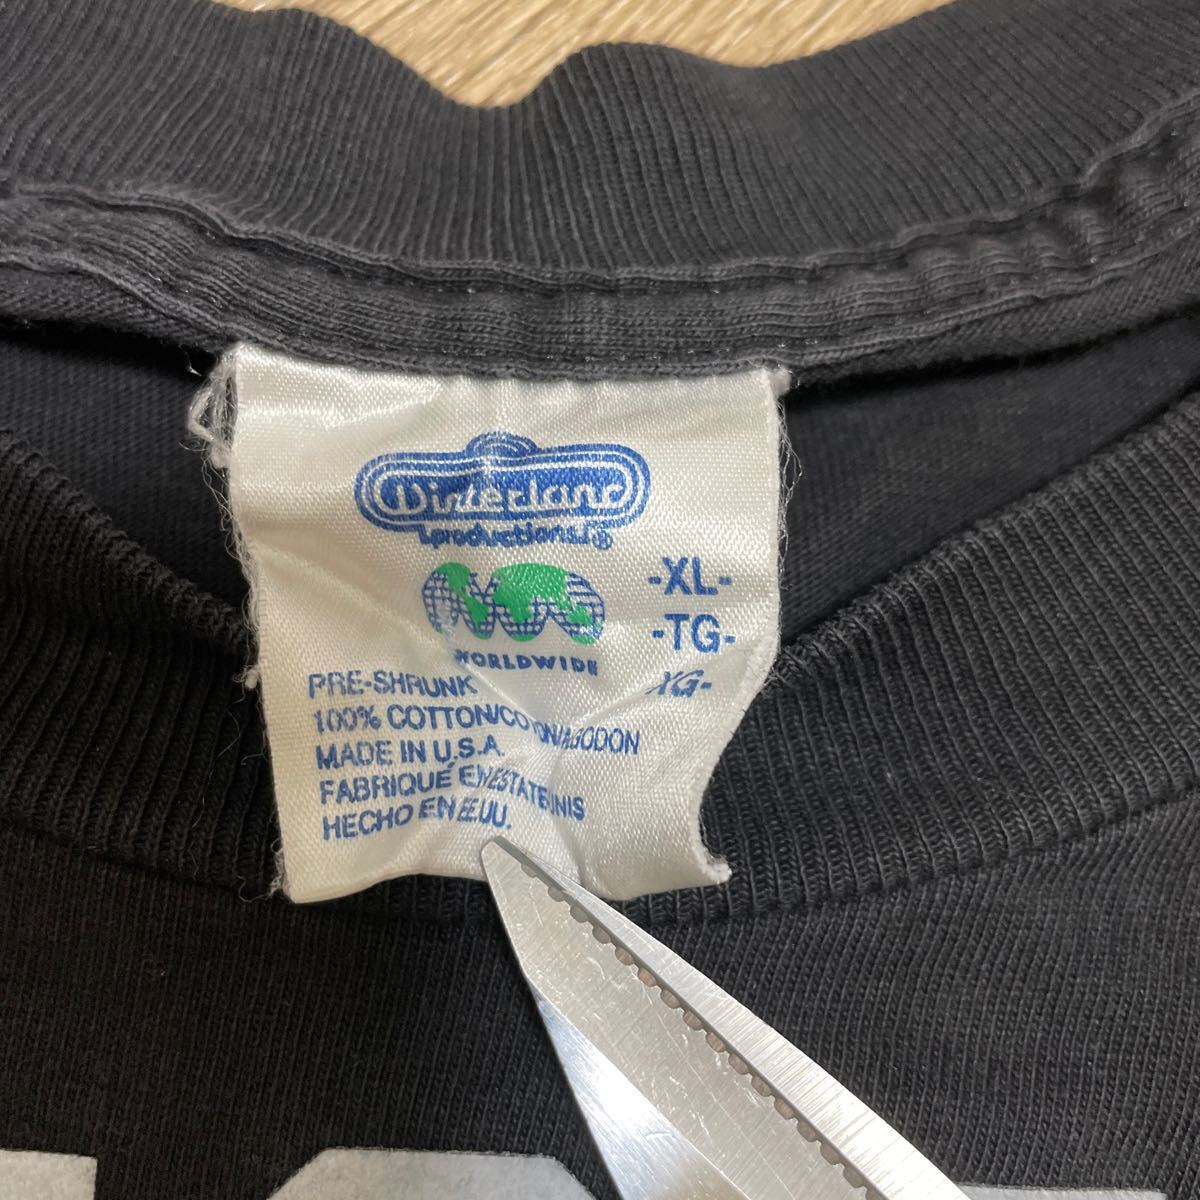 Winterland
productions®
WORLDWIDE
-XL-
-TG-
XG-
PRE-SHRUNK
100% COTTON/COTON/ALGODON
MADE IN U.S.A.
FABRIQUÉ EN ESTATE UNIS
HECHO EN EE.UU.